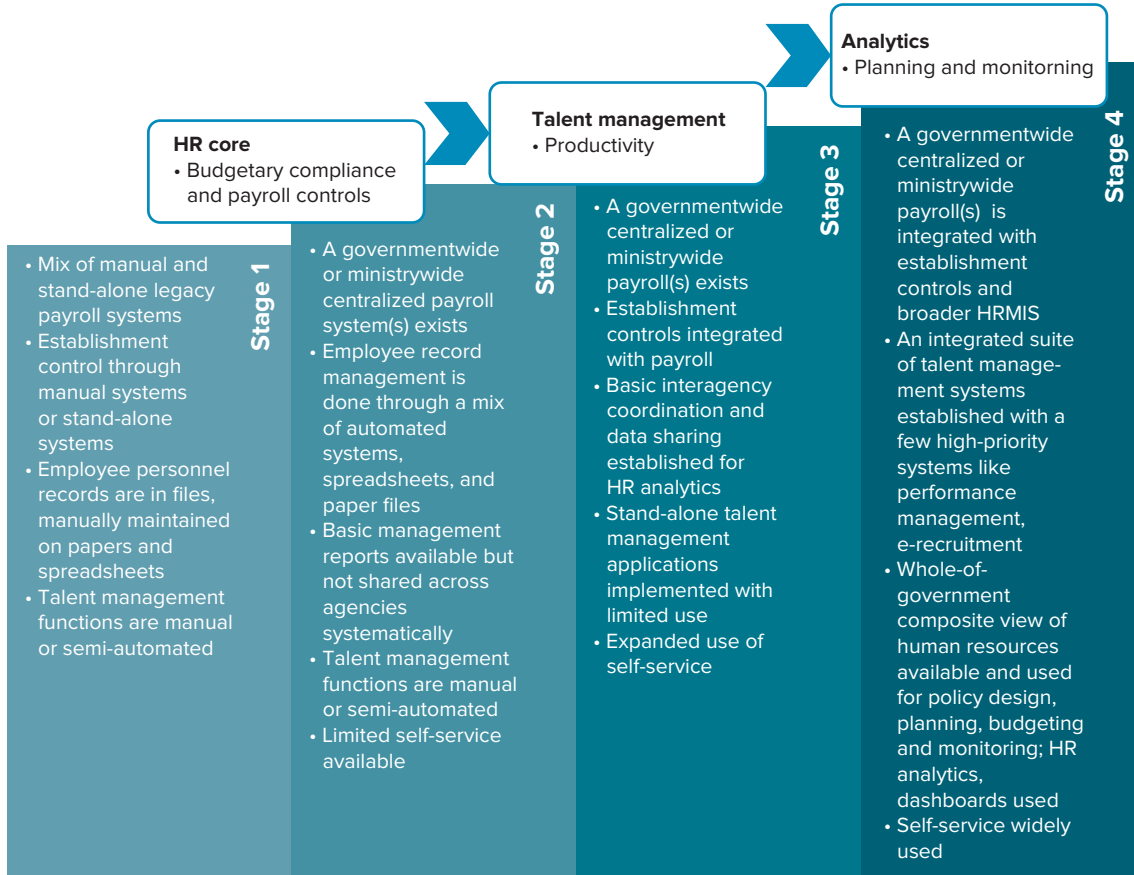 HR core
• Budgetary compliance
and payroll controls
Talent management
• Productivity
Analytics
• Planning and monitorning
Stage 1
• Mix of manual and
stand-alone legacy
payroll systems
• Establishment
control through
manual systems
or stand-alone
systems
• Employee personnel
records are in files,
manually maintained
on papers and
spreadsheets
• Talent management
functions are manual
or semi-automated
Stage 2
• A governmentwide
or ministrywide
centralized payroll
system(s) exists
• Employee record
management is
done through a mix
of automated
systems,
spreadsheets, and
paper files
• Basic management
reports available but
not shared across
agencies
systematically
• Talent management
functions are manual
or semi-automated
• Limited self-service
available
Stage 3
• A governmentwide
centralized or
ministrywide
payroll(s) exists
• Establishment
controls integrated
with payroll
• Basic interagency
coordination and
data sharing
established for
HR analytics
• Stand-alone talent
management
applications
implemented with
limited use
• Expanded use of
self-service
Stage 4
• A governmentwide
centralized or
ministrywide
payroll(s) is
integrated with
establishment
controls and
broader HRMIS
• An integrated suite
of talent manage-
ment systems
established with a
few high-priority
systems like
performance
management,
e-recruitment
• Whole-of-
government
composite view of
human resources
available and used
for policy design,
planning, budgeting
and monitoring; HR
analytics,
dashboards used
• Self-service widely
used